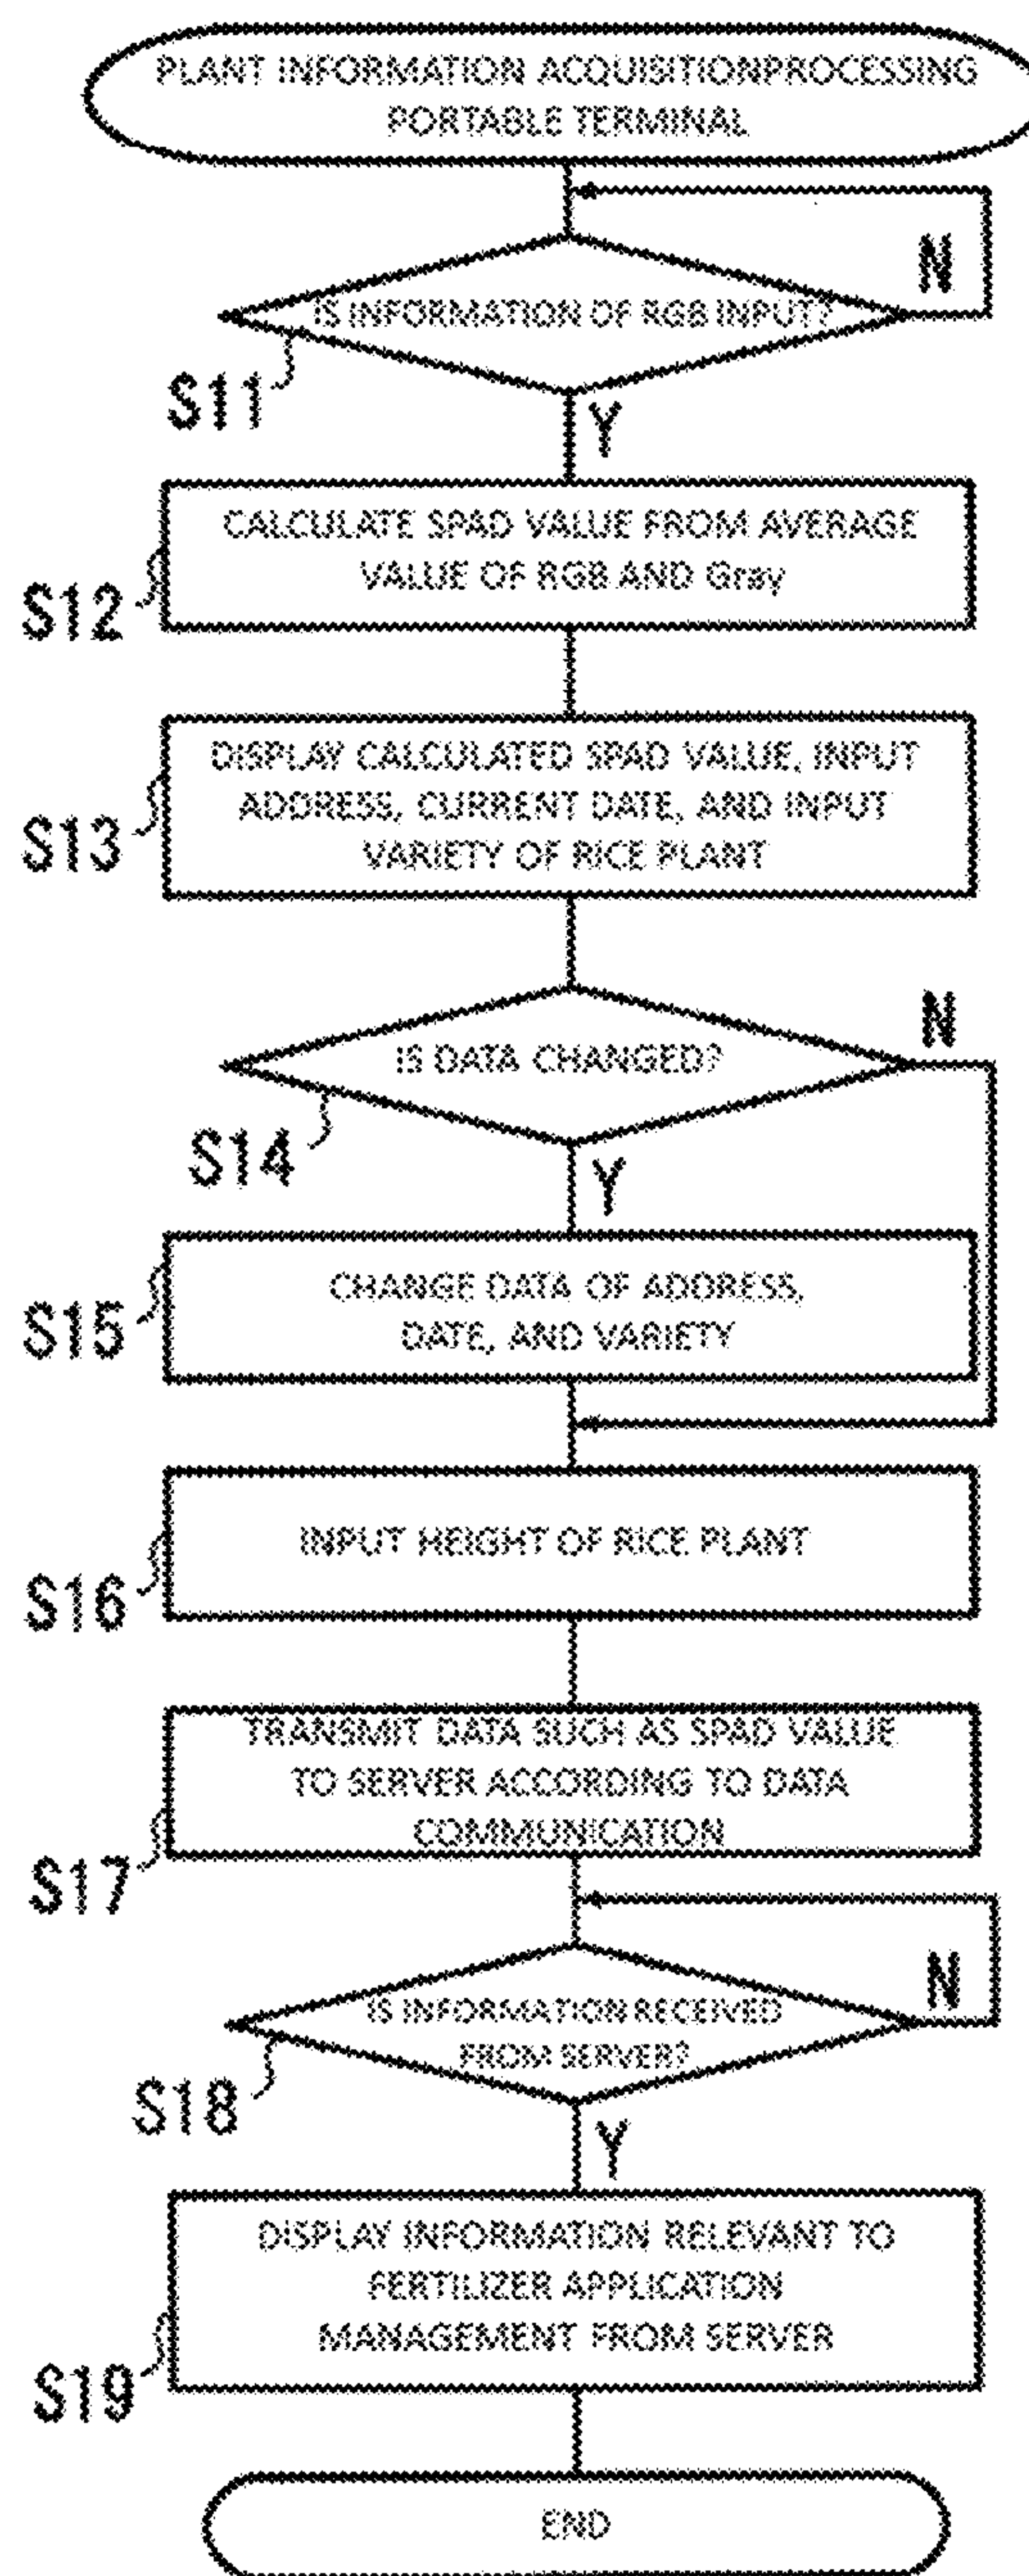 PLANT INFORMATION ACQUISITIONPROCESSING
PORTABLE TERMINAL
N
IS INFORMATION OF RGB INPUT?
S11
Y
CALCULATE SPAD VALUE FROM AVERAGE
VALUE OF RGB AND Gray
S12
DISPLAY CALCULATED SPAD VALUE, INPUT
ADDRESS, CURRENT DATE, AND INPUT
VARIETY OF RICE PLANT
S13
N
IS DATA CHANGED?
S14
Y
CHANGE DATA OF ADDRESS,
DATE, AND VARIETY
S15
INPUT HEIGHT OF RICE PLANT
S16
TRANSMIT DATA SUCH AS SPAD VALUE
TO SERVER ACCORDING TO DATA
COMMUNICATION
S17
N
IS INFORMATION RECEIVED
FROM SERVER?
S18
Y
DISPLAY INFORMATION RELEVANT TO
FERTILIZER APPLICATION
MANAGEMENT FROM SERVER
S19
END